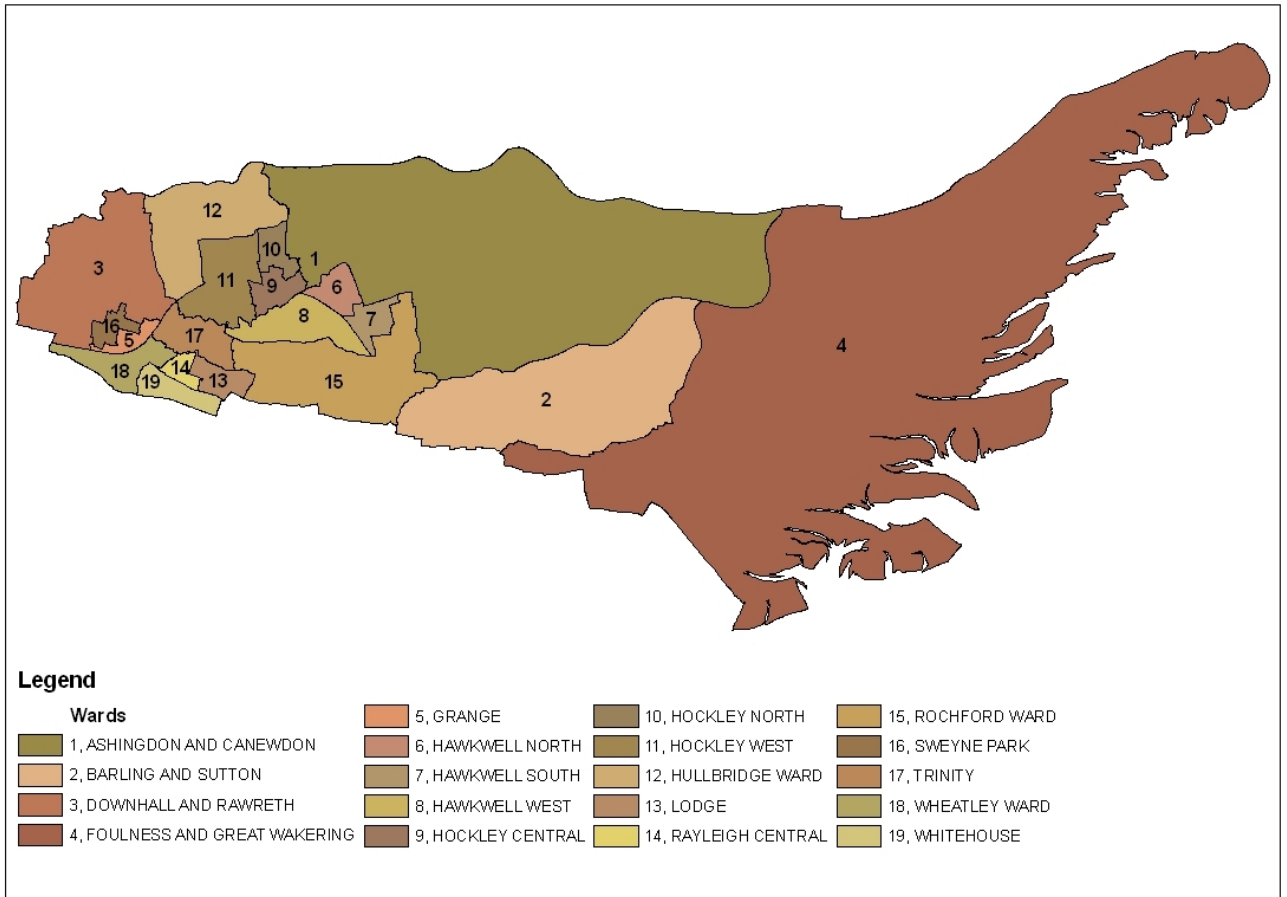 12
10
1
3
11
9
6
8
7
16
5
17
4
14
18
19
13
15
2
Legend
Wards
1, ASHINGDON AND CANEWDON
2, BARLING AND SUTTON
3, DOWNHALL AND RAWRETH
4, FOULNESS AND GREAT WAKERING
5, GRANGE
6, HAWKWELL NORTH
7, HAWKWELL SOUTH
8, HAWKWELL WEST
9, HOCKLEY CENTRAL
10, HOCKLEY NORTH
11, HOCKLEY WEST
12, HULLBRIDGE WARD
13, LODGE
14, RAYLEIGH CENTRAL
15, ROCHFORD WARD
16, SWEYNE PARK
17, TRINITY
18, WHEATLEY WARD
19, WHITEHOUSE